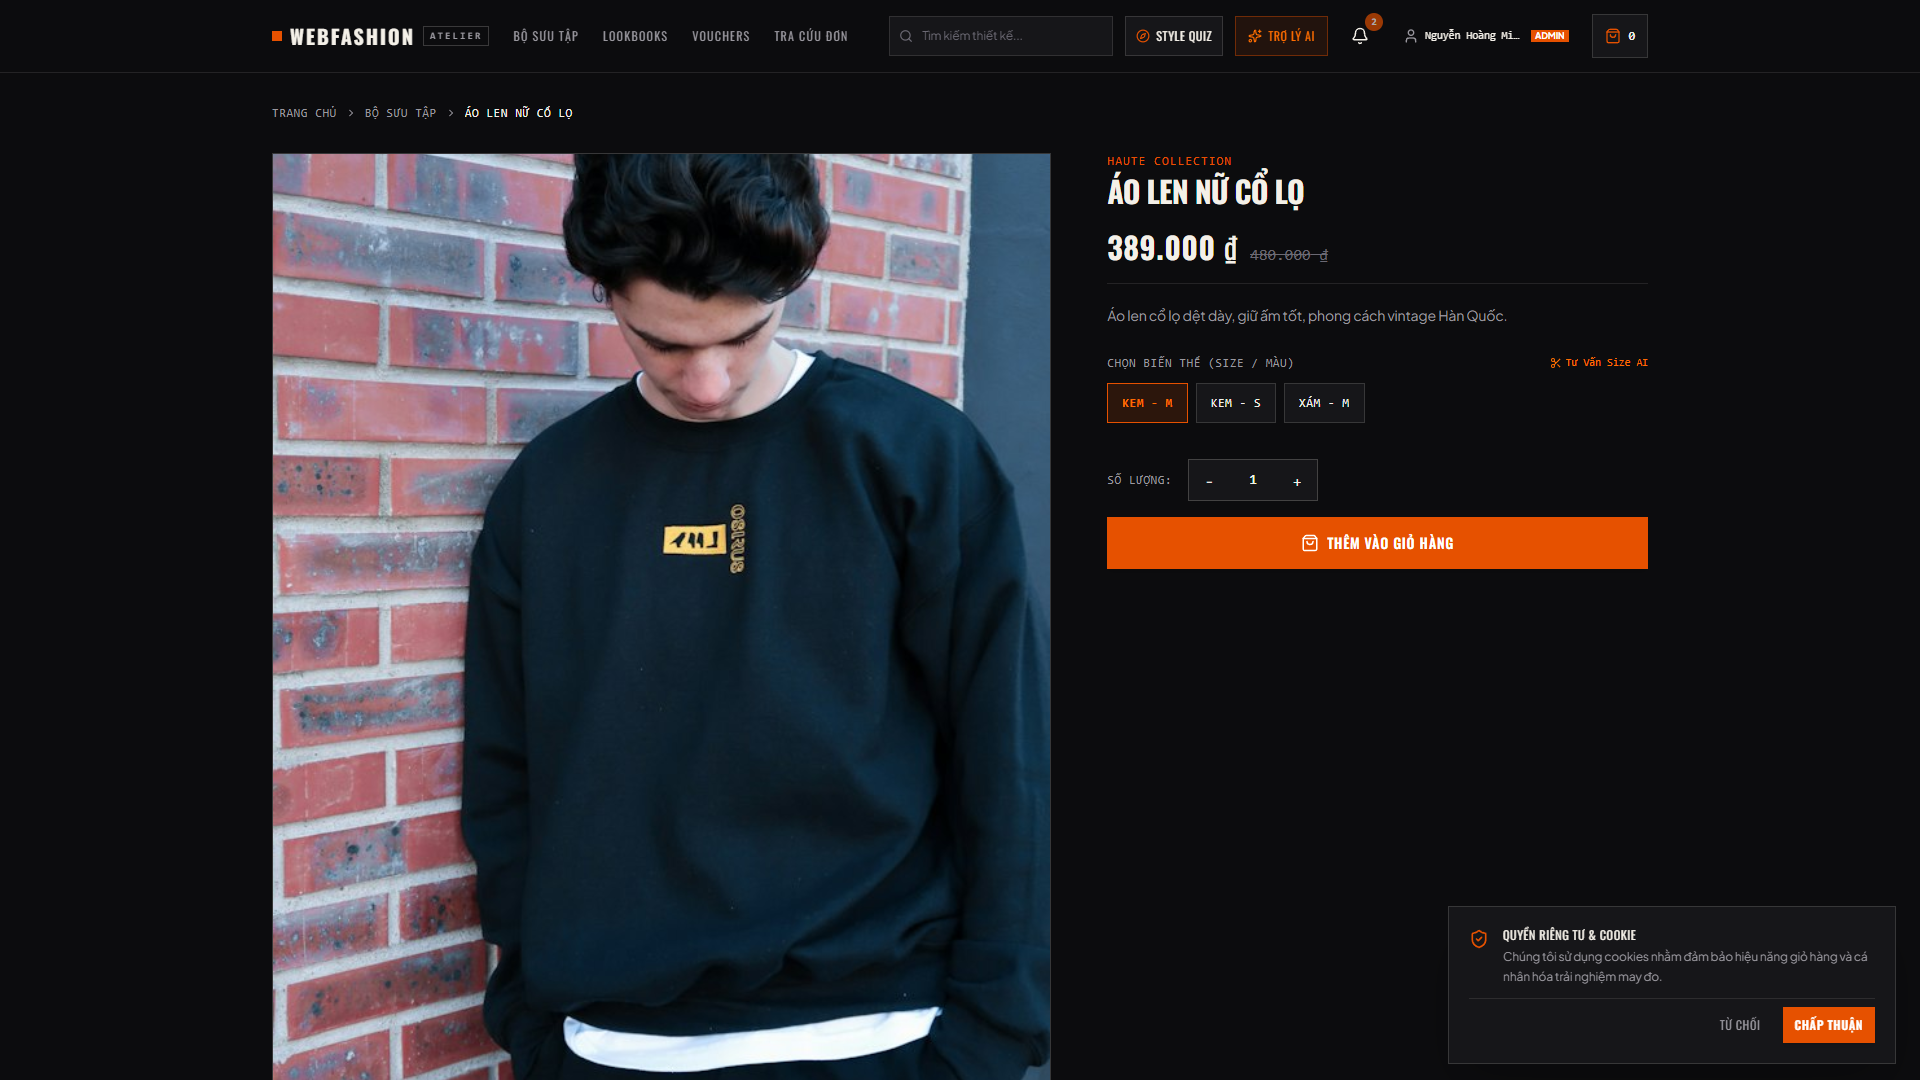 WEBFASHION ATELIER BỘ SƯU TẬP LOOKBOOKS VOUCHERS TRA CỨU ĐƠN Tìm kiếm thiết kế... STYLE QUIZ TRỢ LÝ AI 2 Nguyễn Hoàng Mi... ADMIN 0
TRANG CHỦ > BỘ SƯU TẬP > ÁO LEN NỮ CỔ LỌ
HAUTE COLLECTION
ÁO LEN NỮ CỔ LỌ
389.000 ₫ 480.000 ₫
Áo len cổ lọ dệt dày, giữ ấm tốt, phong cách vintage Hàn Quốc.
CHỌN BIẾN THỂ (SIZE / MÀU) Tư Vấn Size AI
KEM - M KEM - S XÁM - M
SỐ LƯỢNG: - 1 +
THÊM VÀO GIỎ HÀNG
OSIRUS
QUYỀN RIÊNG TƯ & COOKIE
Chúng tôi sử dụng cookies nhằm đảm bảo hiệu năng giỏ hàng và cá
nhân hóa trải nghiệm may đo.
TỪ CHỐI CHẤP THUẬN